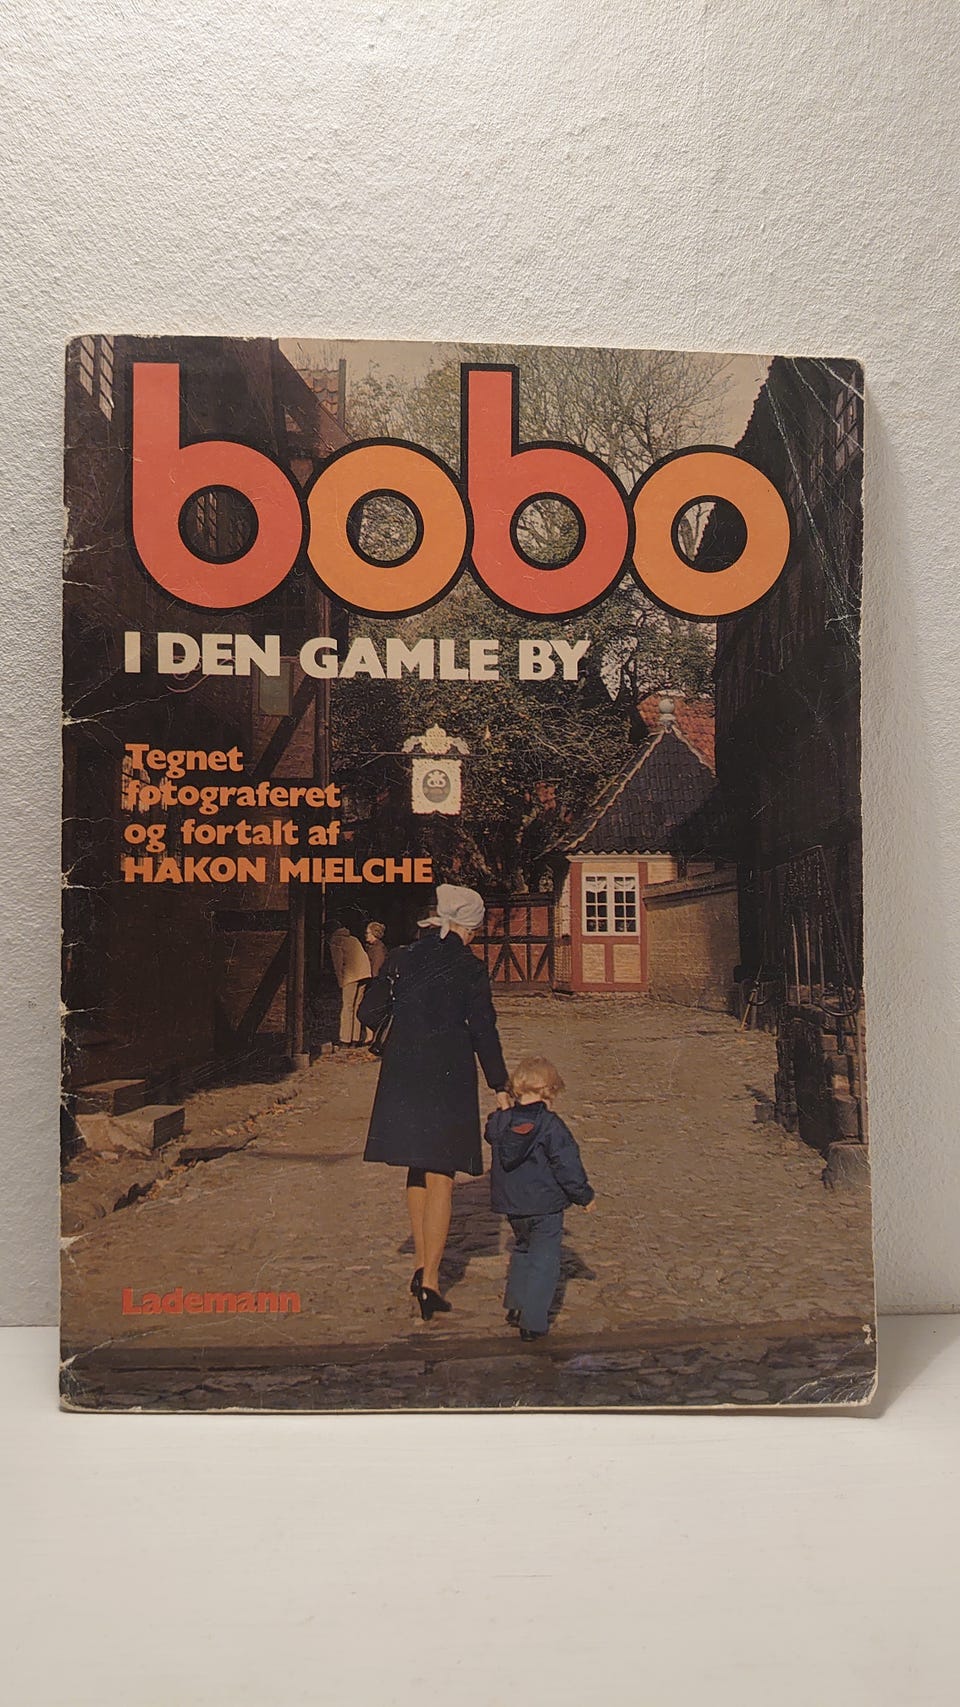 bobo
I DEN GAMLE BY
Tegnet
fotograferet
og fortalt af
HAKON MIELCHE
Lademann